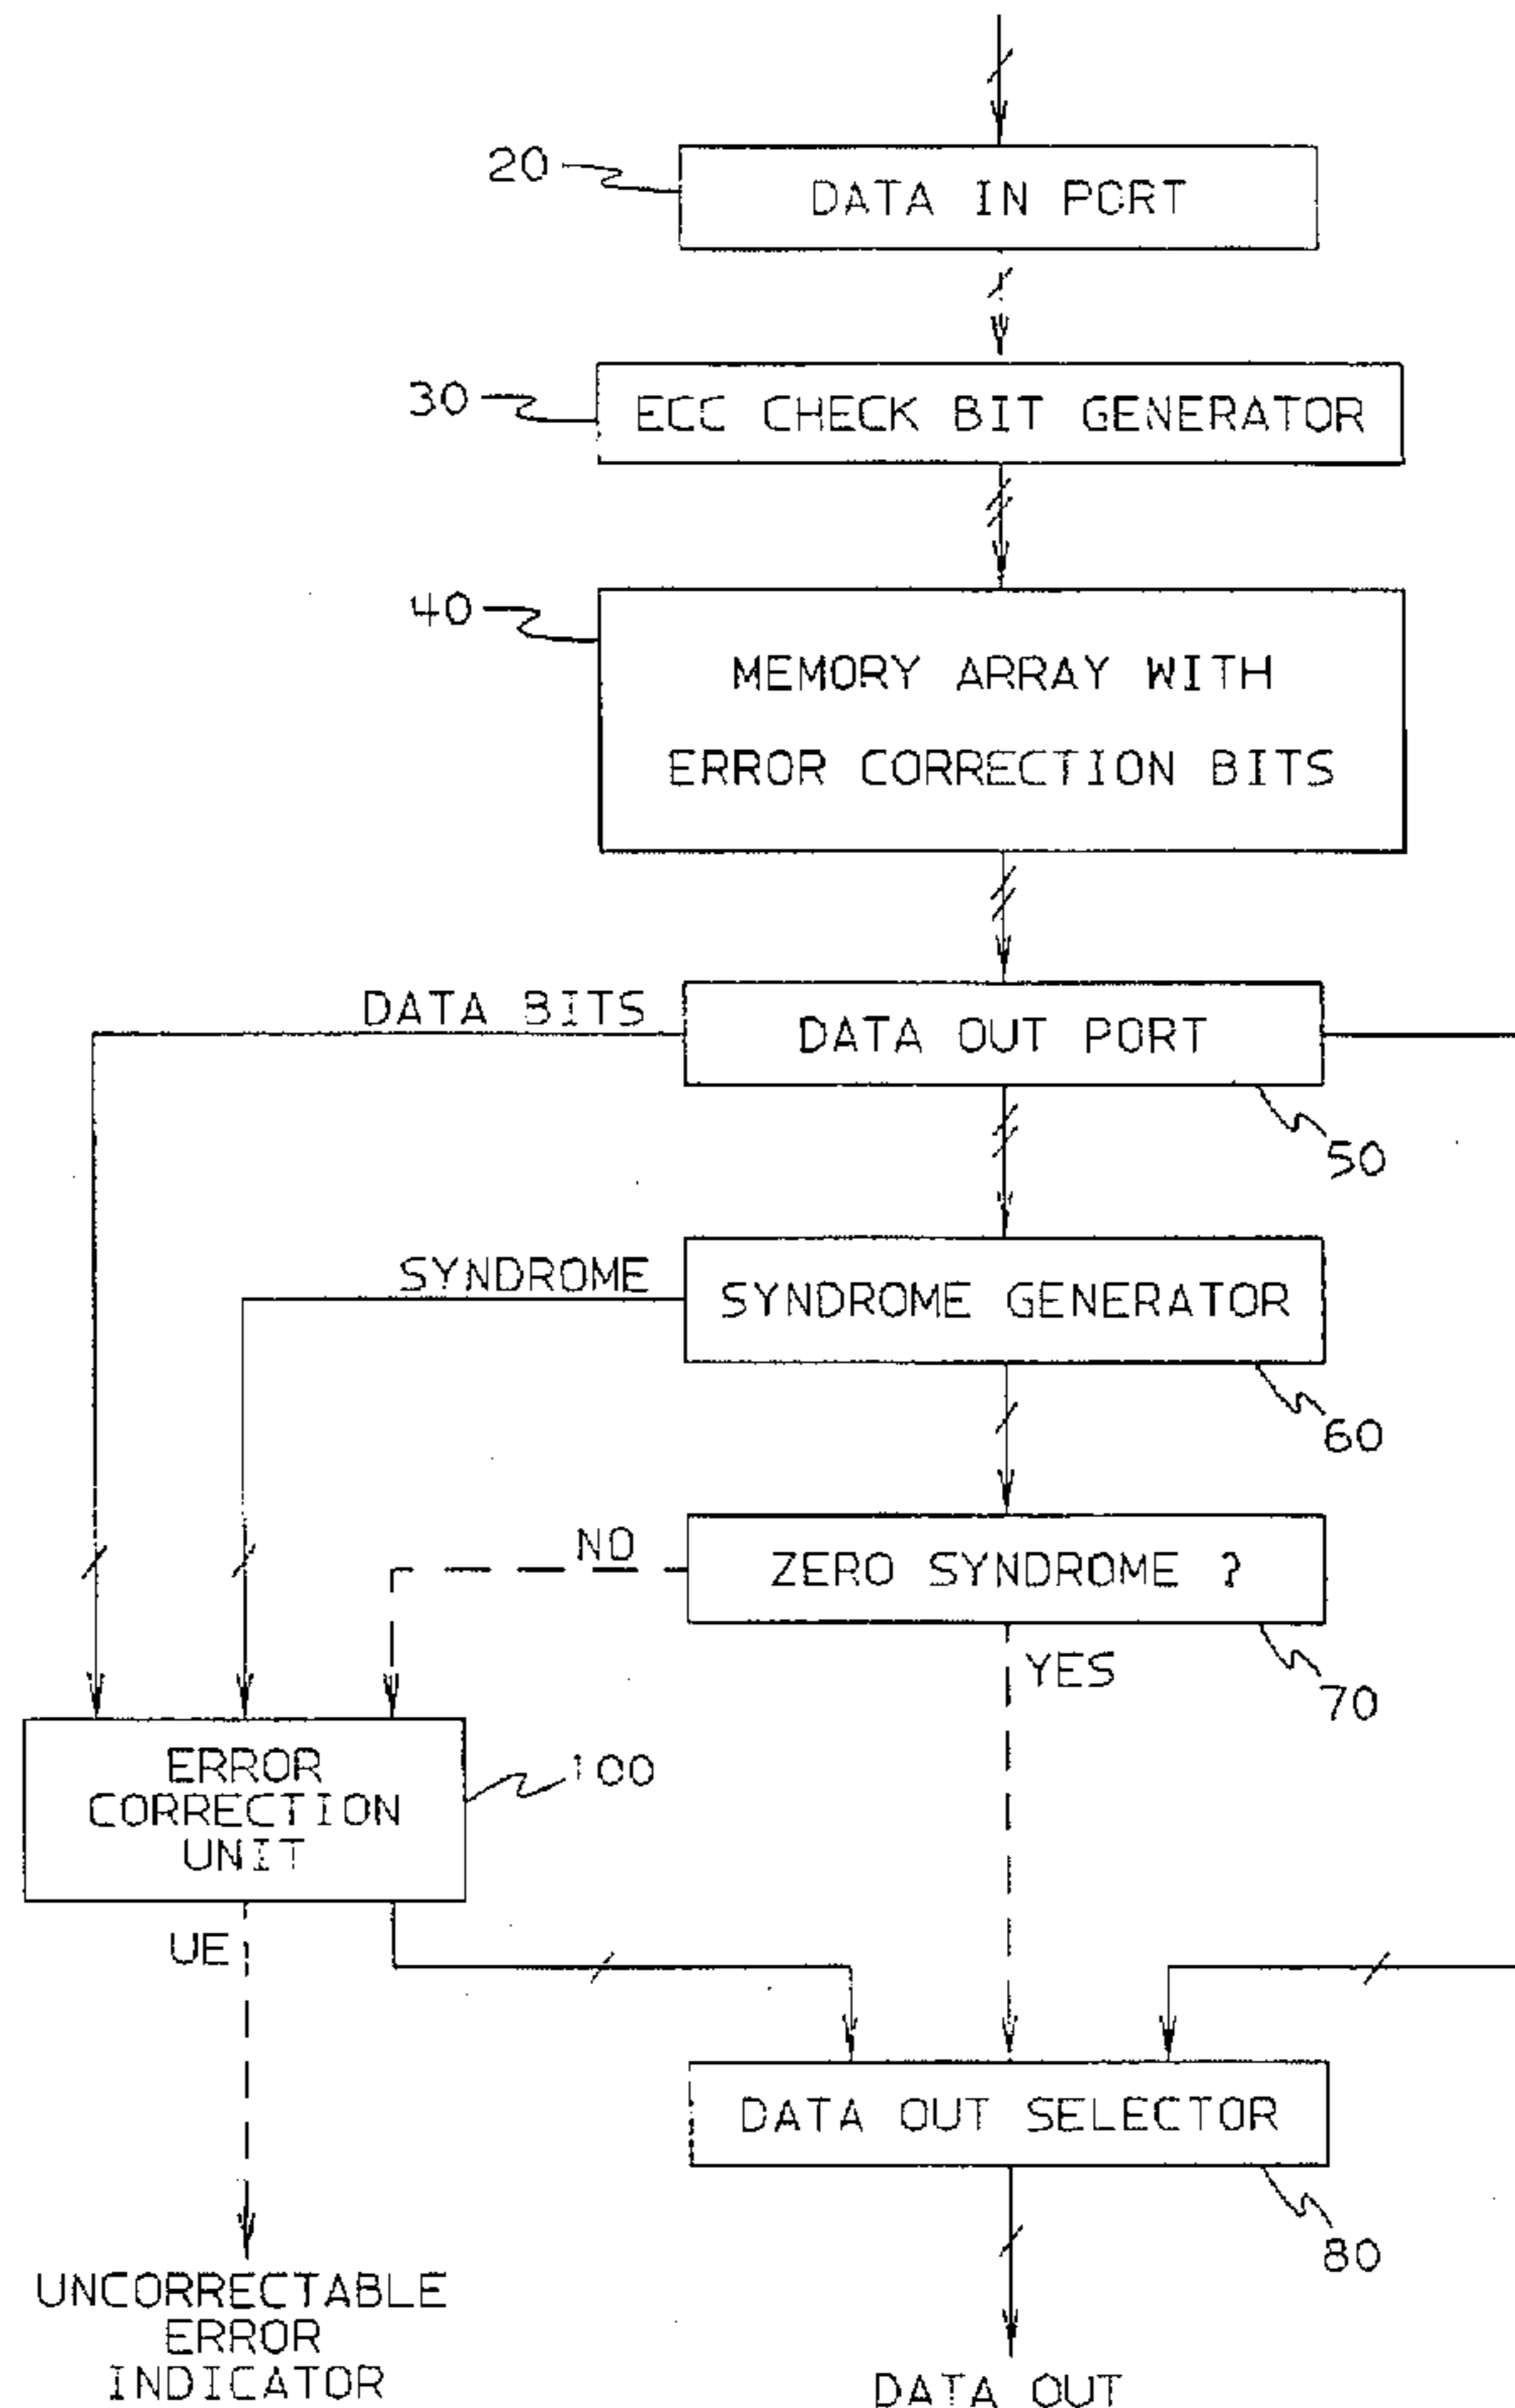 20
DATA IN PORT
30
ECC CHECK BIT GENERATOR
40
MEMORY ARRAY WITH
ERROR CORRECTION BITS
DATA BITS
DATA OUT PORT
50
SYNDROME
SYNDROME GENERATOR
60
NO
ZERO SYNDROME ?
YES
70
ERROR
CORRECTION
UNIT
100
UE
DATA OUT SELECTOR
80
UNCORRECTABLE
ERROR
INDICATOR
DATA OUT